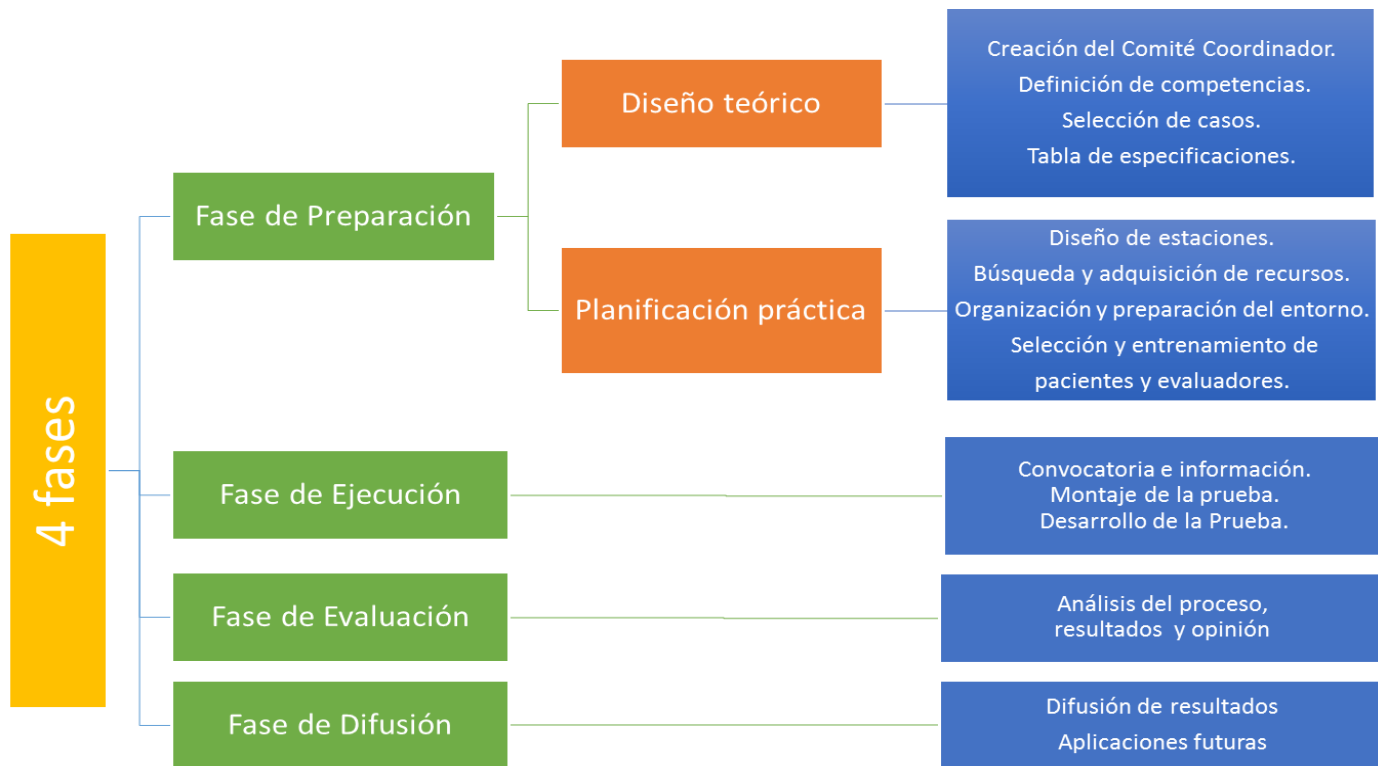 4 fases
Fase de Preparación
Diseño teórico
Creación del Comité Coordinador.
Definición de competencias.
Selección de casos.
Tabla de especificaciones.
Planificación práctica
Diseño de estaciones.
Búsqueda y adquisición de recursos.
Organización y preparación del entorno.
Selección y entrenamiento de
pacientes y evaluadores.
Fase de Ejecución
Convocatoria e información.
Montaje de la prueba.
Desarrollo de la Prueba.
Fase de Evaluación
Análisis del proceso,
resultados y opinión
Fase de Difusión
Difusión de resultados
Aplicaciones futuras